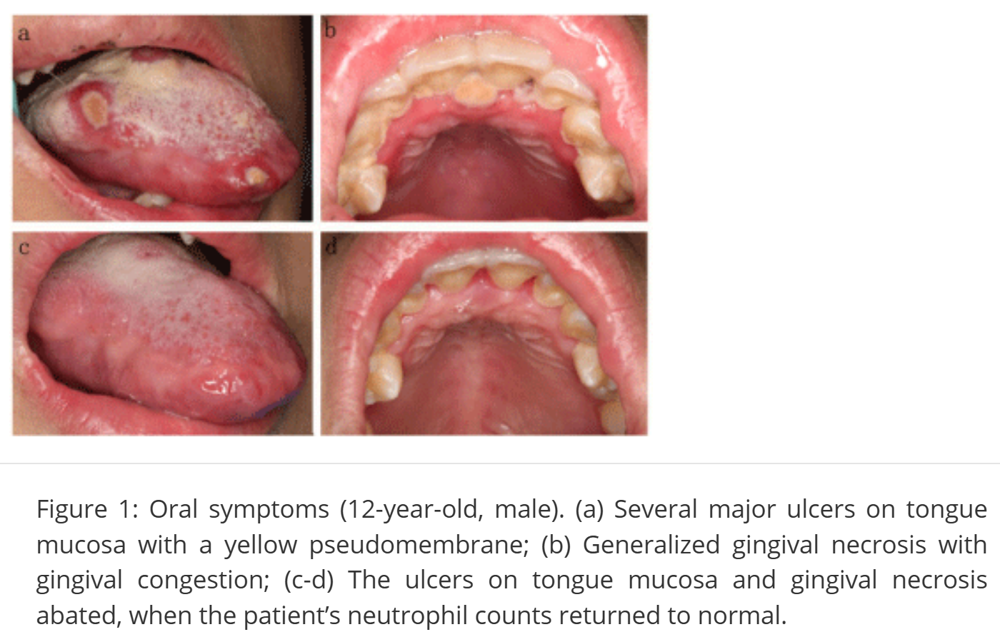 a
b
c
d
Figure 1: Oral symptoms (12-year-old, male). (a) Several major ulcers on tongue
mucosa with a yellow pseudomembrane; (b) Generalized gingival necrosis with
gingival congestion; (c-d) The ulcers on tongue mucosa and gingival necrosis
abated, when the patient’s neutrophil counts returned to normal.